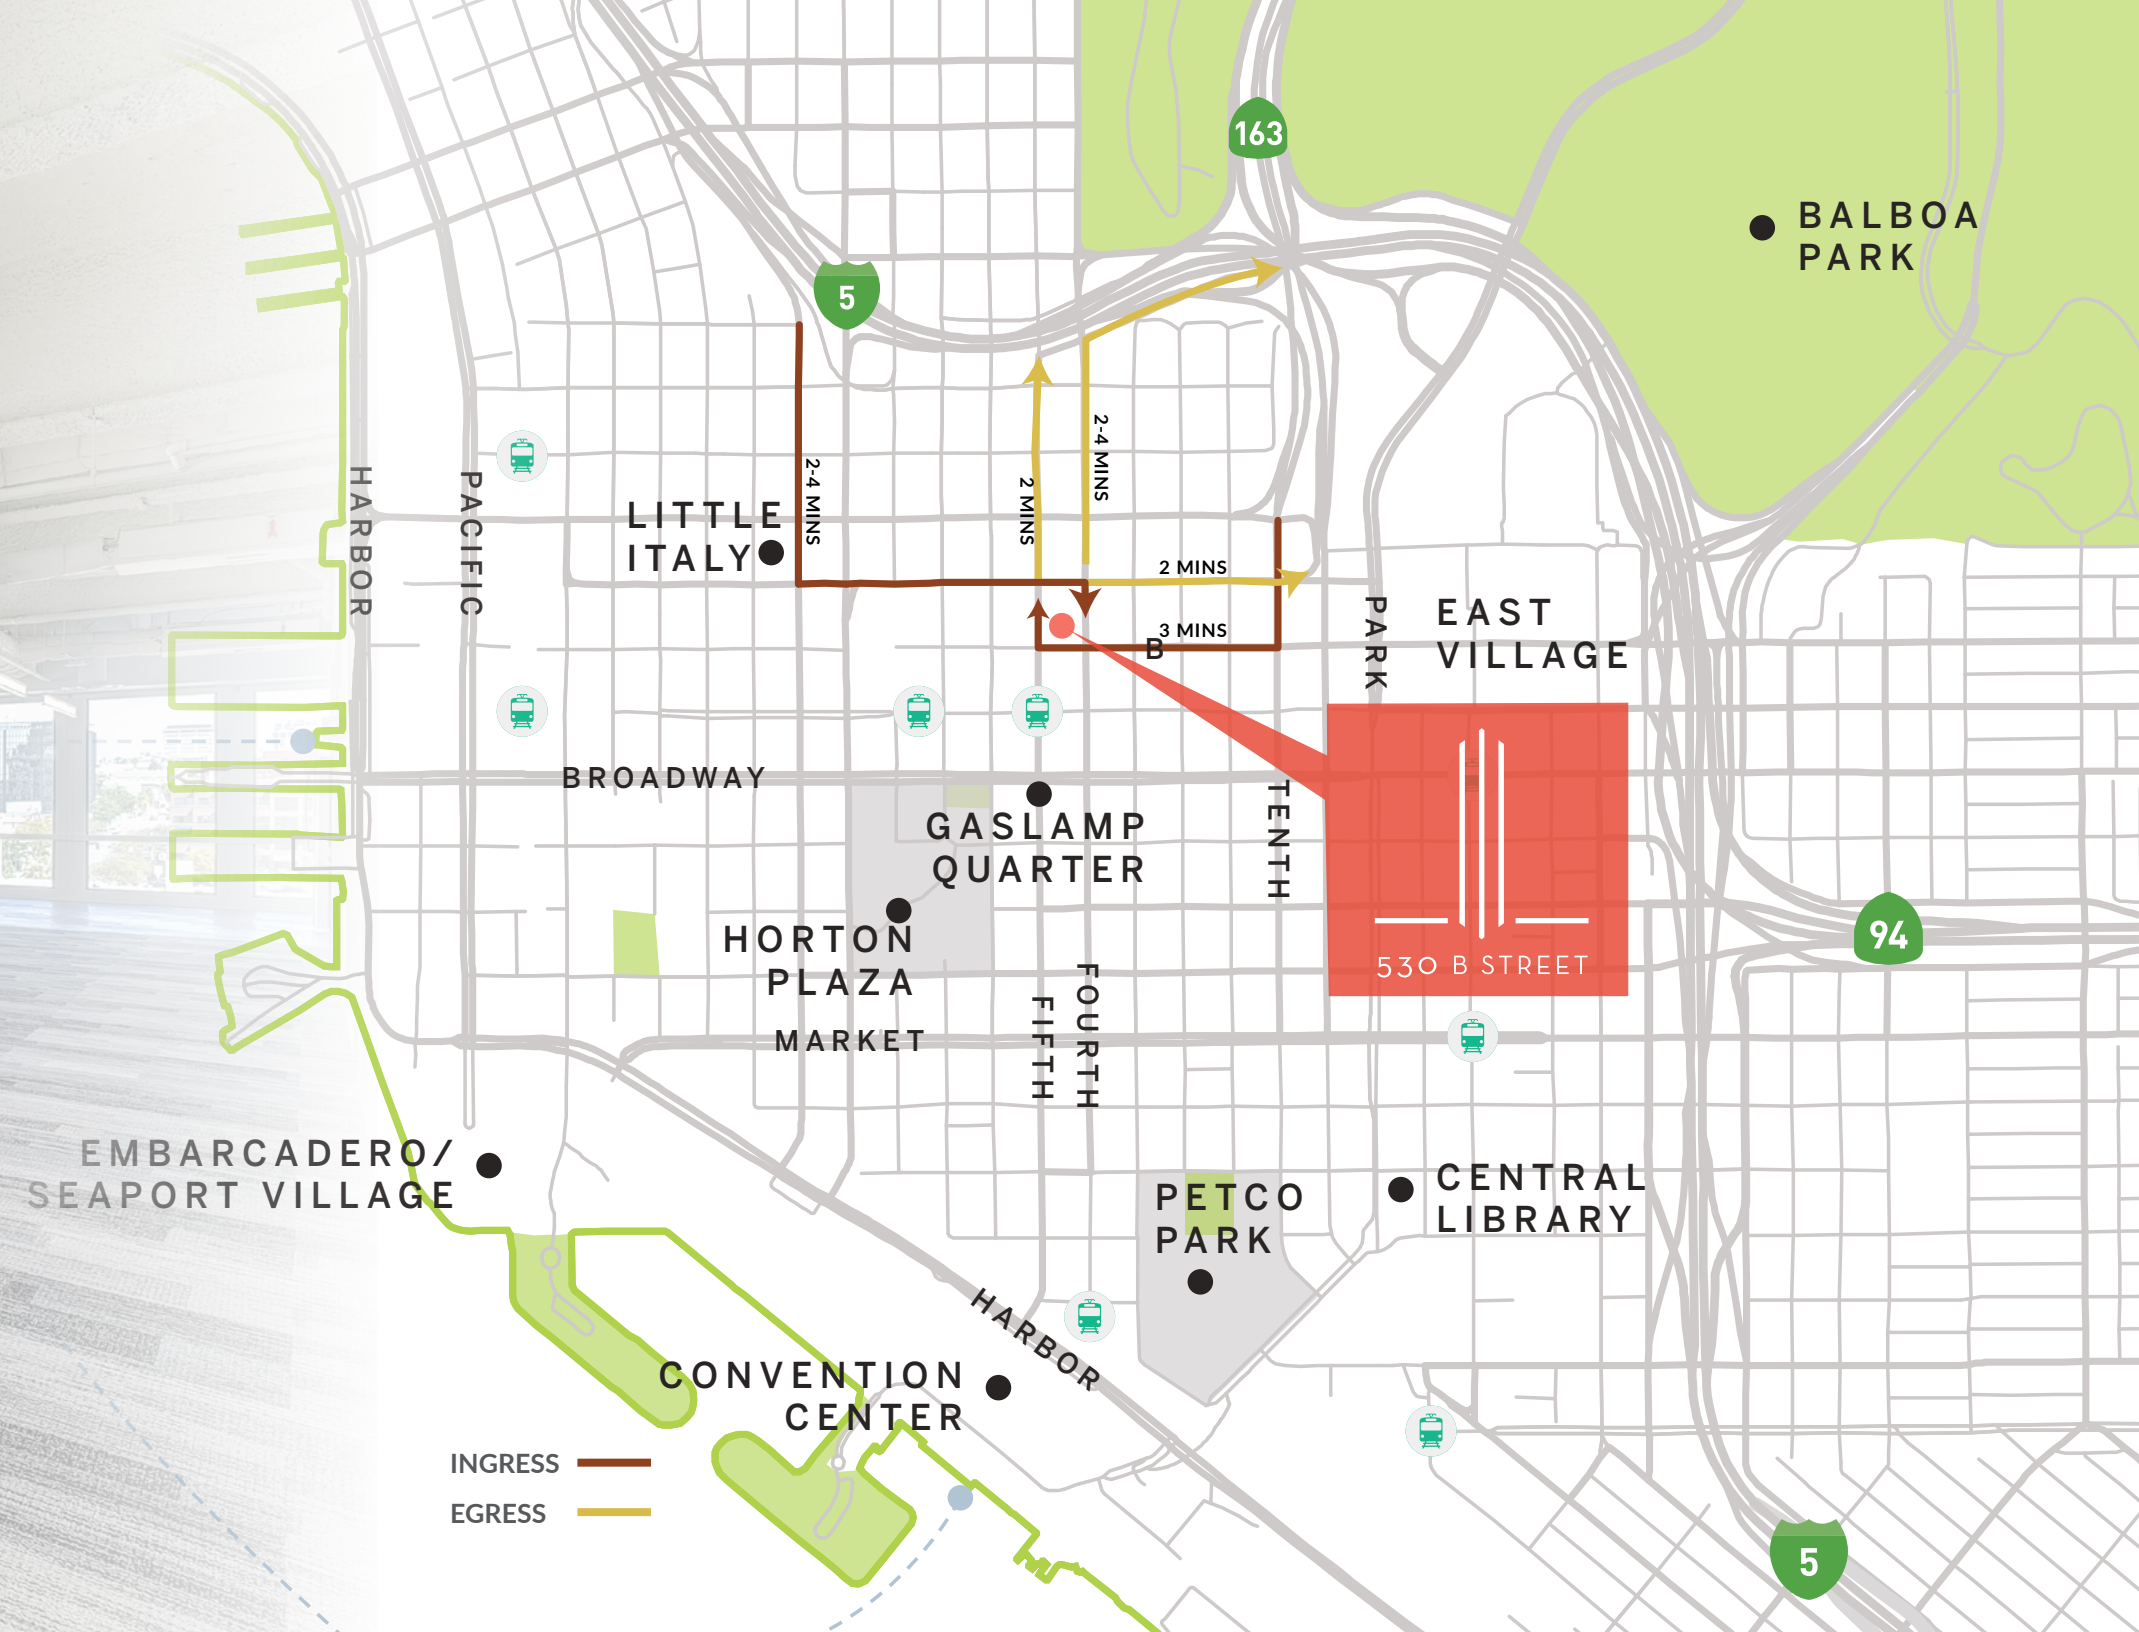 163
BALBOA
PARK
5
HARBOR
PACIFIC
LITTLE
ITALY
2-4 MINS
2 MINS
2-4 MINS
2 MINS
3 MINS
B
PARK
EAST
VILLAGE
BROADWAY
GASLAMP
QUARTER
TENTH
HORTON
PLAZA
530 B STREET
94
MARKET
FIFTH
FOURTH
EMBARCADERO/
SEAPORT VILLAGE
PETCO
PARK
CENTRAL
LIBRARY
HARBOR
CONVENTION
CENTER
INGRESS
EGRESS
5